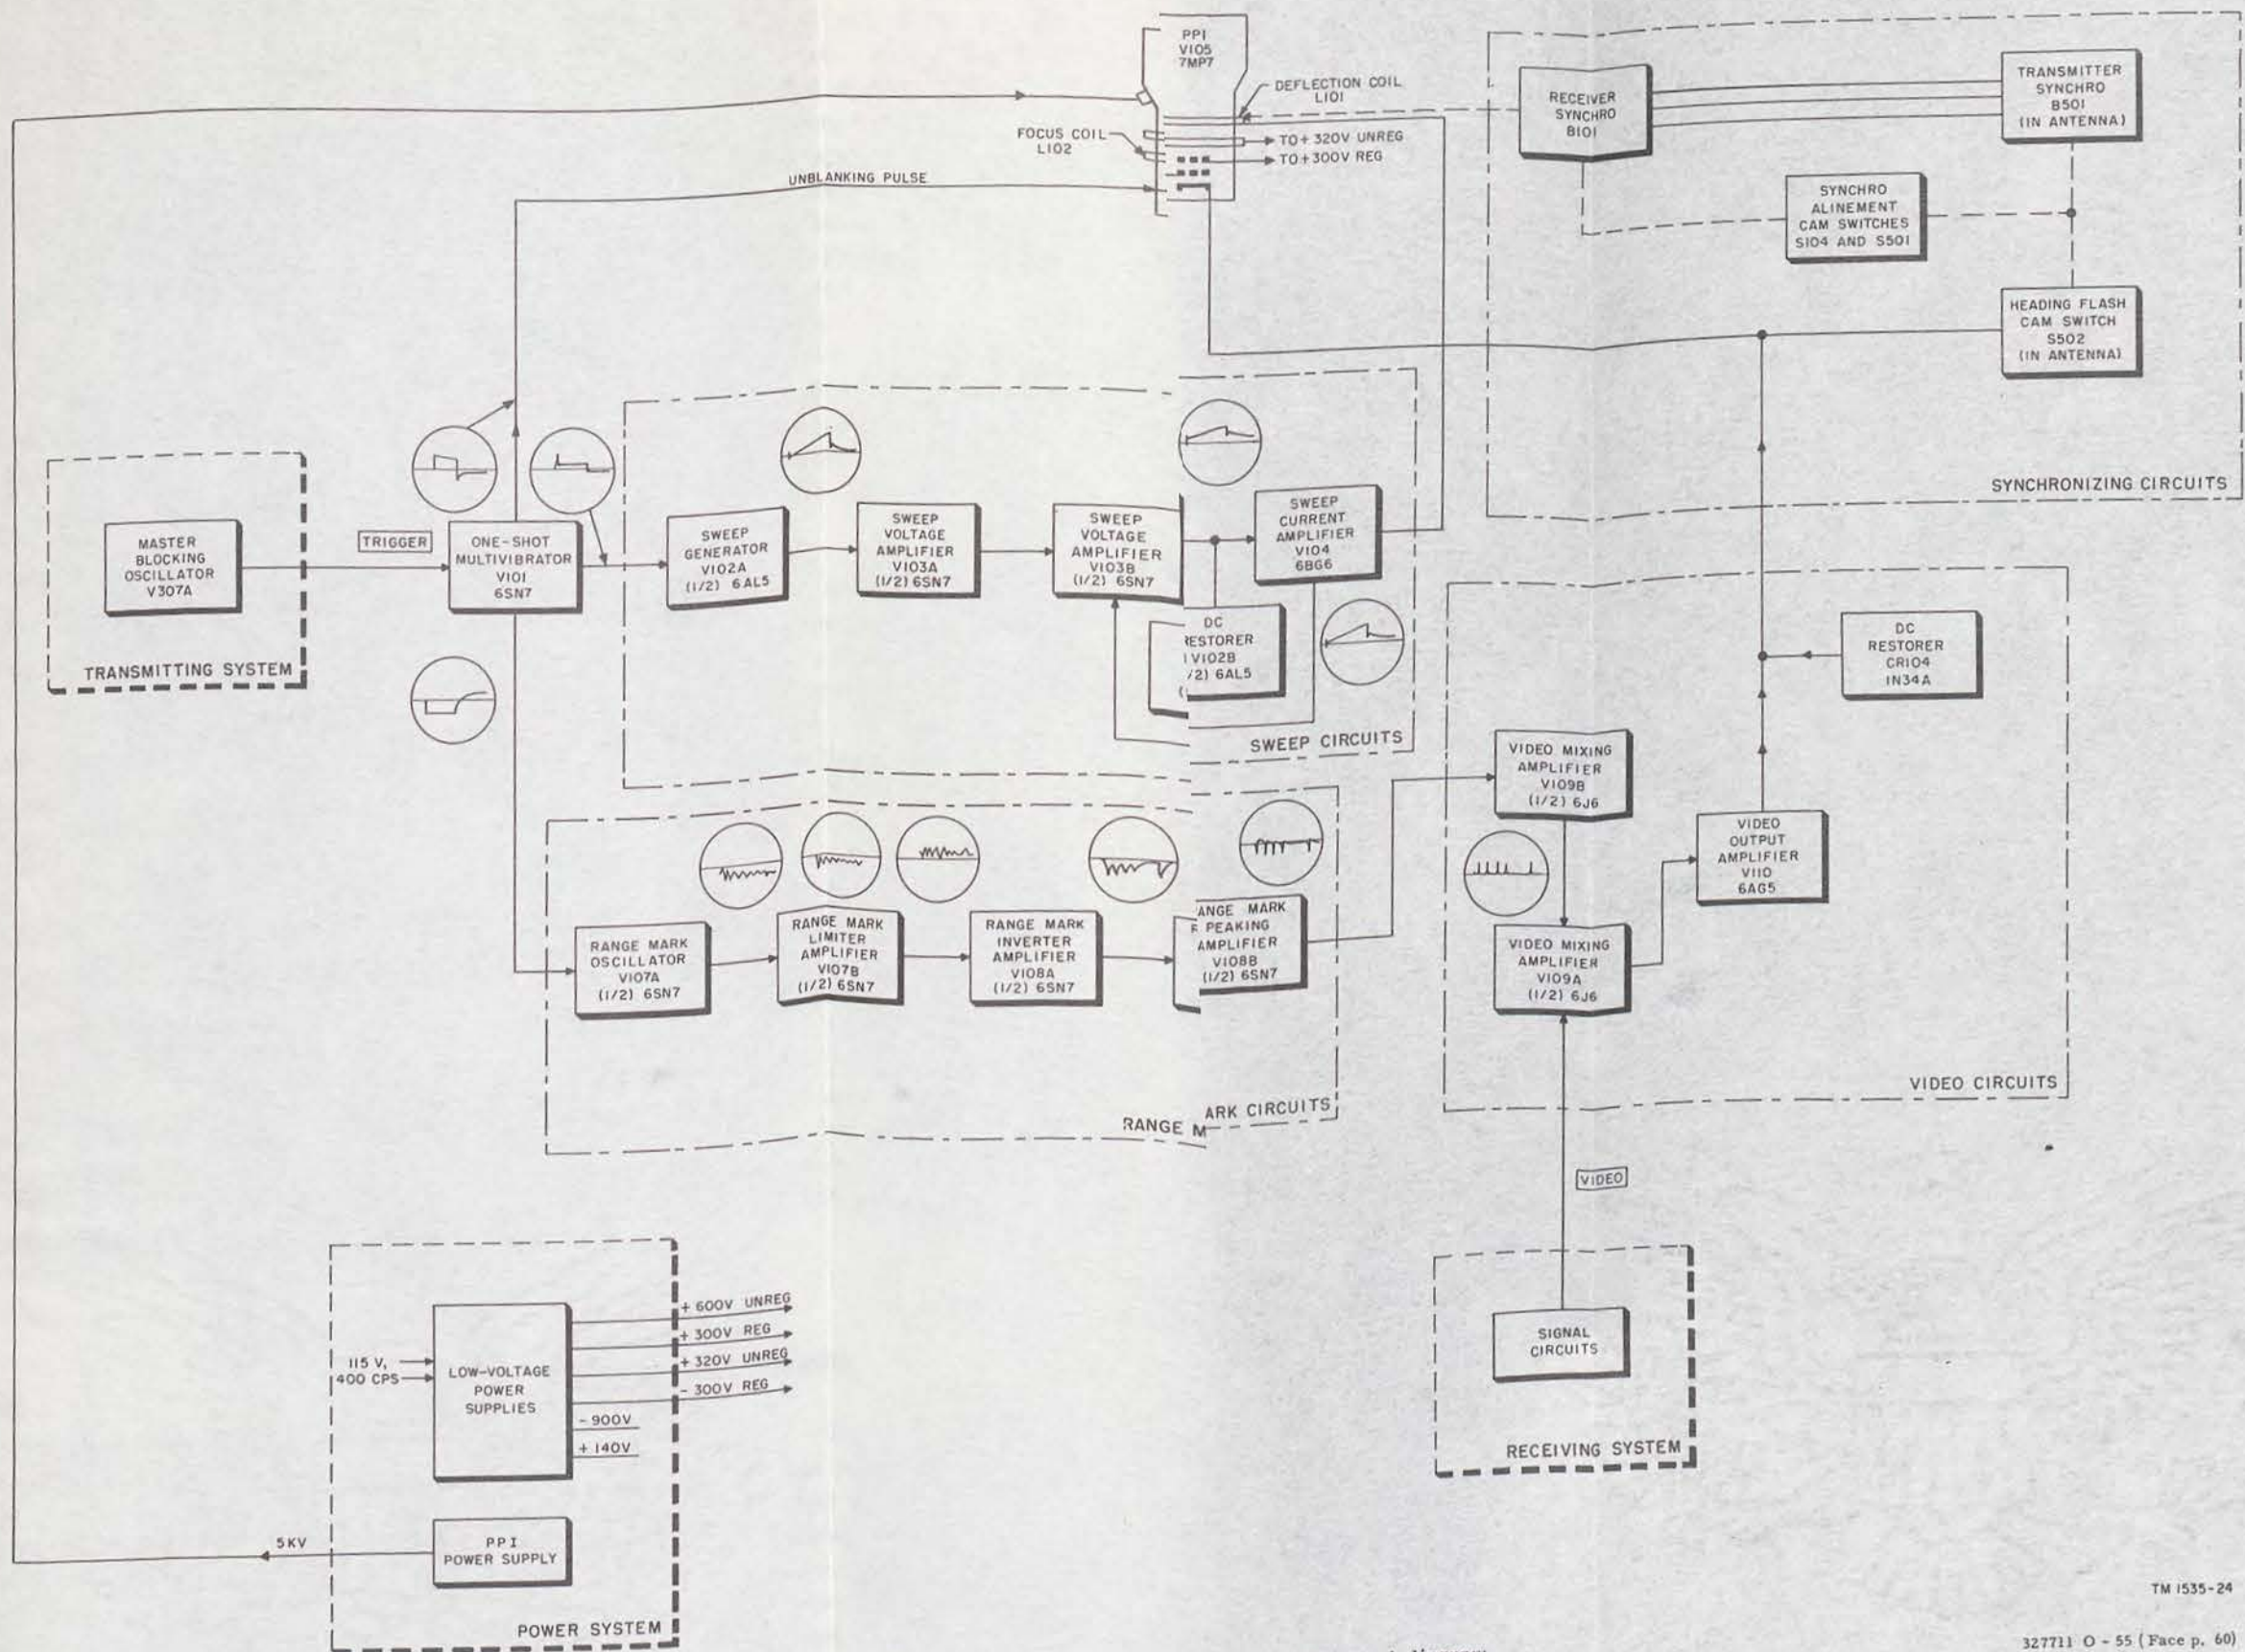 PPI
V105
7MP7
DEFLECTION COIL
L101
FOCUS COIL
L102
TO+ 320V UNREG
TO+300V REG
UNBLANKING PULSE
RECEIVER
SYNCHRO
B101
TRANSMITTER
SYNCHRO
B501
(IN ANTENNA)
SYNCHRO
ALINEMENT
CAM SWITCHES
S104 AND S501
HEADING FLASH
CAM SWITCH
S502
(IN ANTENNA)
SYNCHRONIZING CIRCUITS
MASTER
BLOCKING
OSCILLATOR
V307A
TRANSMITTING SYSTEM
TRIGGER
ONE-SHOT
MULTIVIBRATOR
V101
6SN7
SWEEP
GENERATOR
V102A
(1/2) 6AL5
SWEEP
VOLTAGE
AMPLIFIER
V103A
(1/2) 6SN7
SWEEP
VOLTAGE
AMPLIFIER
V103B
(1/2) 6SN7
SWEEP
CURRENT
AMPLIFIER
V104
6BG6
DC
RESTORER
V102B
/2) 6AL5
(
SWEEP CIRCUITS
RANGE MARK
OSCILLATOR
V107A
(1/2) 6SN7
RANGE MARK
LIMITER
AMPLIFIER
V107B
(1/2) 6SN7
RANGE MARK
INVERTER
AMPLIFIER
V108A
(1/2) 6SN7
ANGE MARK
PEAKING
AMPLIFIER
V108B
(1/2) 6SN7
RANGE M ARK CIRCUITS
VIDEO MIXING
AMPLIFIER
V109B
(1/2) 6J6
VIDEO MIXING
AMPLIFIER
V109A
(1/2) 6J6
VIDEO
OUTPUT
AMPLIFIER
V110
6AG5
DC
RESTORER
CR104
1N34A
VIDEO CIRCUITS
VIDEO
SIGNAL
CIRCUITS
RECEIVING SYSTEM
115 V,
400 CPS
LOW-VOLTAGE
POWER
SUPPLIES
+ 600V UNREG
+ 300V REG
+ 320V UNREG
- 300V REG
- 900V
+ 140V
5KV
PPI
POWER SUPPLY
POWER SYSTEM
TM 1535-24
327711 O - 55 (Face p. 60)